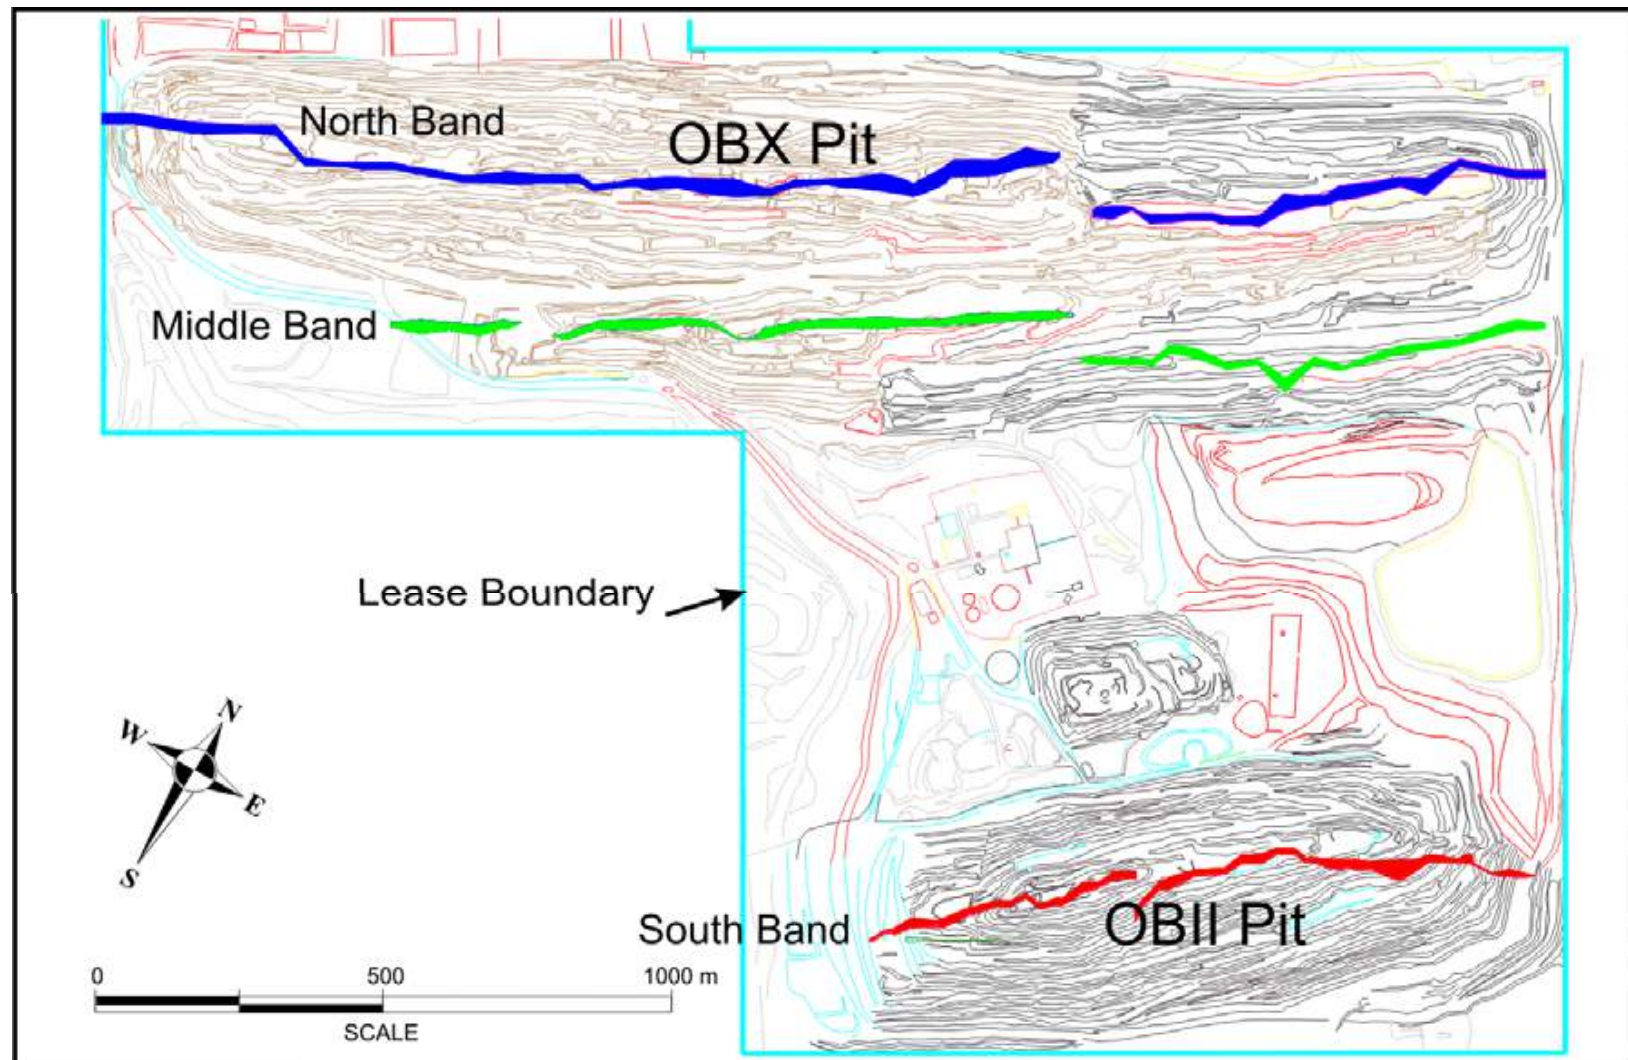 North Band
OBX Pit
Middle Band
Lease Boundary
N
W
E
S
South Band
OBII Pit
0 500 1000 m
SCALE